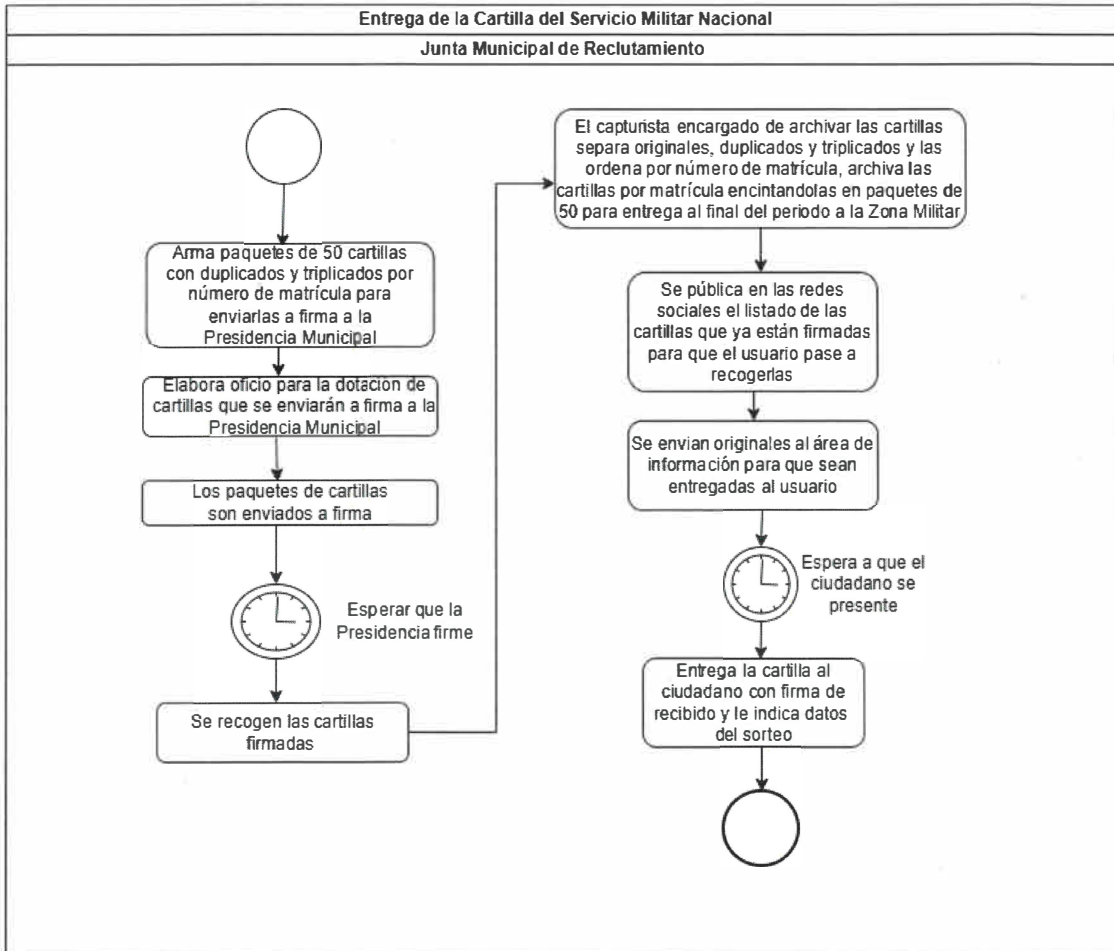 Entrega de la Cartilla del Servicio Militar Nacional
Junta Municipal de Reclutamiento
Arma paquetes de 50 cartillas
con duplicados y triplicados por
número de matrícula para
enviarlas a firma a la
Presidencia Municipal
Elabora oficio para la dotación de
cartillas que se enviarán a firma a la
Presidencia Municipal
Los paquetes de cartillas
son enviados a firma
Esperar que la
Presidencia firme
Se recogen las cartillas
firmadas
El capturista encargado de archivar las cartillas
separa originales, duplicados y triplicados y las
ordena por número de matrícula, archiva las
cartillas por matrícula encintandolas en paquetes de
50 para entrega al final del periodo a la Zona Militar
Se pública en las redes
sociales el listado de las
cartillas que ya están firmadas
para que el usuario pase a
recogerlas
Se envian originales al área de
información para que sean
entregadas al usuario
Espera a que el
ciudadano se
presente
Entrega la cartilla al
ciudadano con firma de
recibido y le indica datos
del sorteo